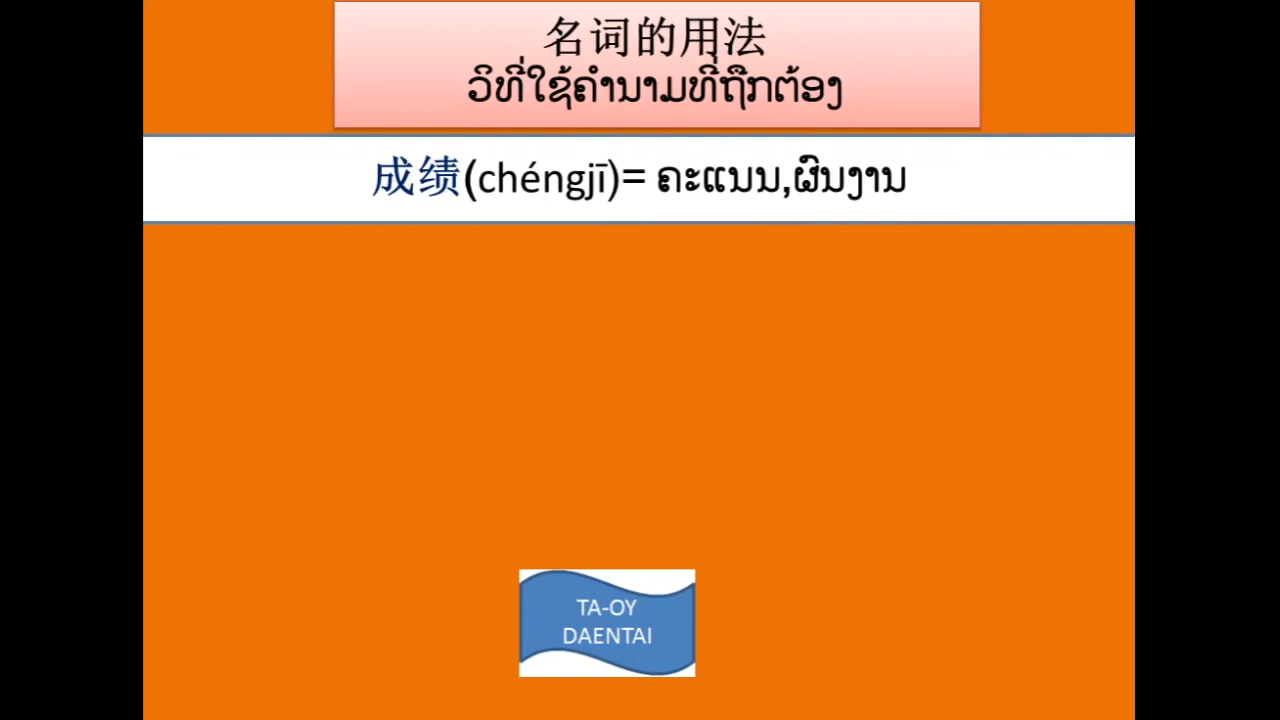 名词的用法
ວິທີ່ໃຊ້ຄຳນາມທີ່ຖືກຕ້ອງ
成绩(chéngjī)= ຄະແນນ,ຜົນງານ
TA-OY
DAENTAI